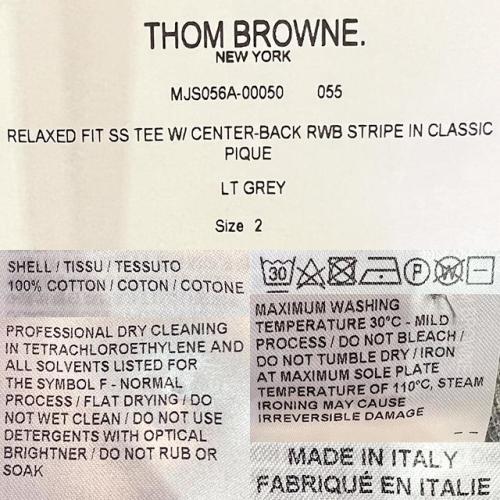 THOM BROWNE.
NEW YORK
MJS056A-00050 055
RELAXED FIT SS TEE W/ CENTER-BACK RWB STRIPE IN CLASSIC
PIQUE
LT GREY
Size 2
SHELL / TISSU / TESSUTO
100% COTTON / COTON / COTONE
30
P
W
PROFESSIONAL DRY CLEANING
IN TETRACHLOROETHYLENE AND
ALL SOLVENTS LISTED FOR
THE SYMBOL F - NORMAL
PROCESS / FLAT DRYING / DO
NOT WET CLEAN / DO NOT USE
DETERGENTS WITH OPTICAL
BRIGHTNER / DO NOT RUB OR
SOAK
MAXIMUM WASHING
TEMPERATURE 30°C - MILD
PROCESS / DO NOT BLEACH /
DO NOT TUMBLE DRY / IRON
AT MAXIMUM SOLE PLATE
TEMPERATURE OF 110°C, STEAM
IRONING MAY CAUSE
IRREVERSIBLE DAMAGE
MADE IN ITALY
FABRIQUÉ EN ITALIE